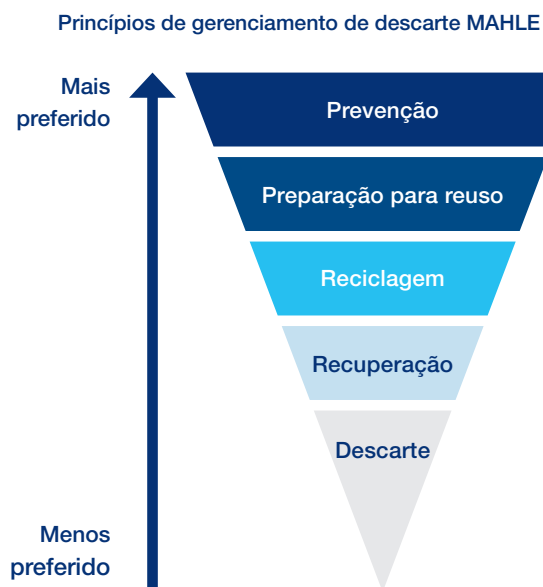 Princípios de gerenciamento de descarte MAHLE
Mais
preferido
Prevenção
Preparação para reuso
Reciclagem
Recuperação
Descarte
Menos
preferido